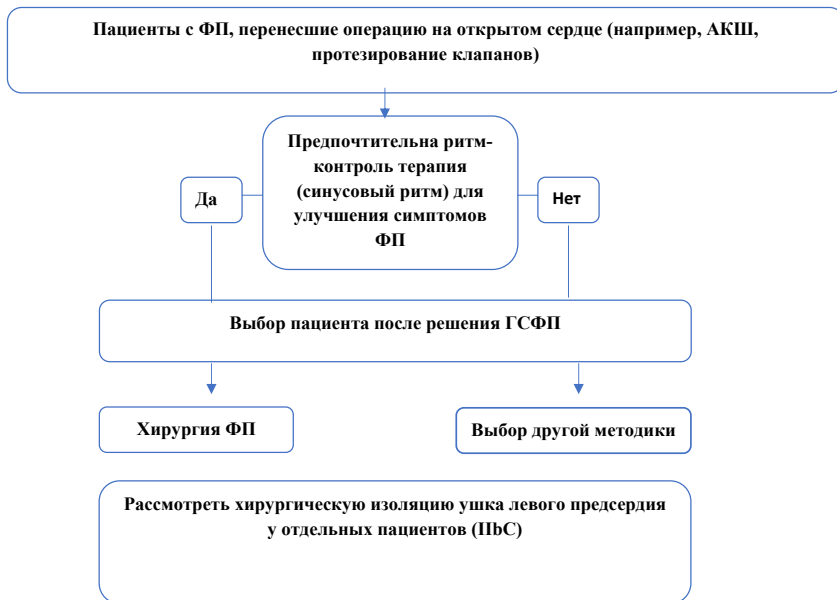 Пациенты с ФП, перенесшие операцию на открытом сердце (например, АКШ,
протезирование клапанов)
Предпочтительна ритм-
контроль терапия
(синусовый ритм) для
улучшения симптомов
ФП
Да
Нет
Выбор пациента после решения ГСФП
Хирургия ФП
Выбор другой методики
Рассмотреть хирургическую изоляцию ушка левого предсердия
у отдельных пациентов (IIbC)